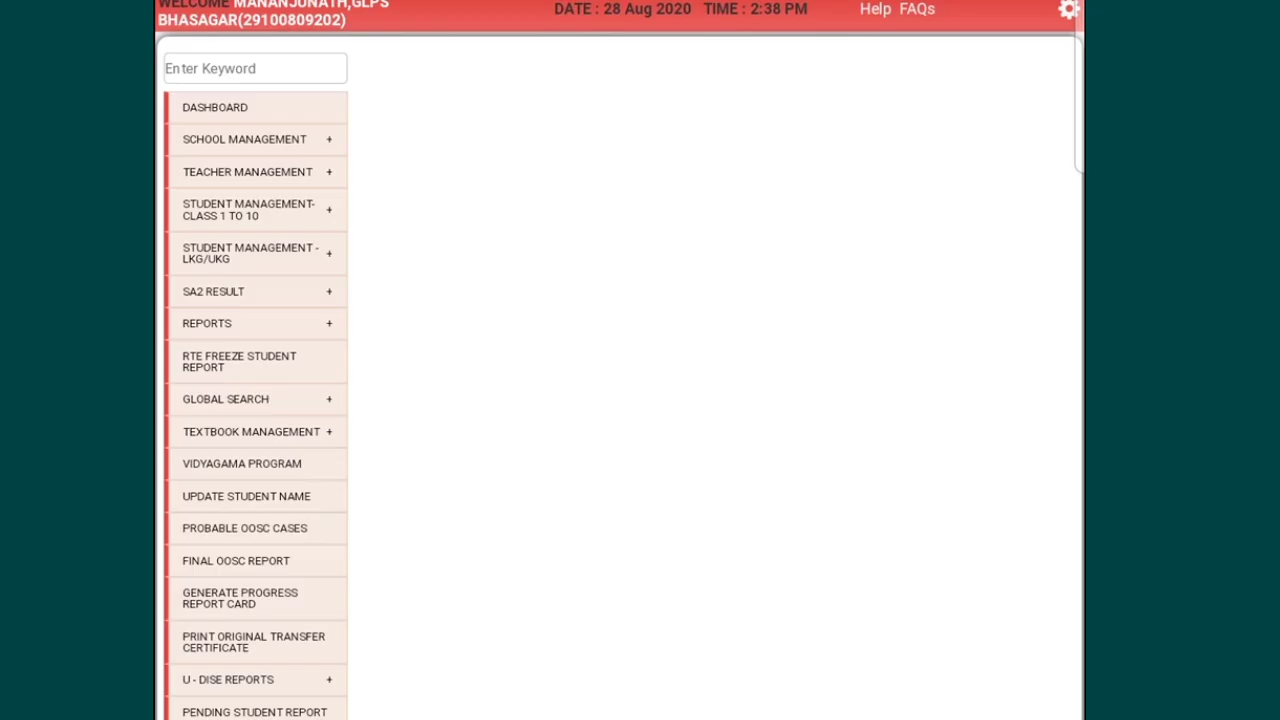 WELCOME MANANJUNATH,GLPS
BHASAGAR(29100809202)
DATE : 28 Aug 2020 TIME : 2:38 PM
Help FAQs
Enter Keyword
DASHBOARD
SCHOOL MANAGEMENT +
TEACHER MANAGEMENT +
STUDENT MANAGEMENT-
CLASS 1 TO 10 +
STUDENT MANAGEMENT -
LKG/UKG +
SA2 RESULT +
REPORTS +
RTE FREEZE STUDENT
REPORT
GLOBAL SEARCH +
TEXTBOOK MANAGEMENT +
VIDYAGAMA PROGRAM
UPDATE STUDENT NAME
PROBABLE OOSC CASES
FINAL OOSC REPORT
GENERATE PROGRESS
REPORT CARD
PRINT ORIGINAL TRANSFER
CERTIFICATE
U - DISE REPORTS +
PENDING STUDENT REPORT